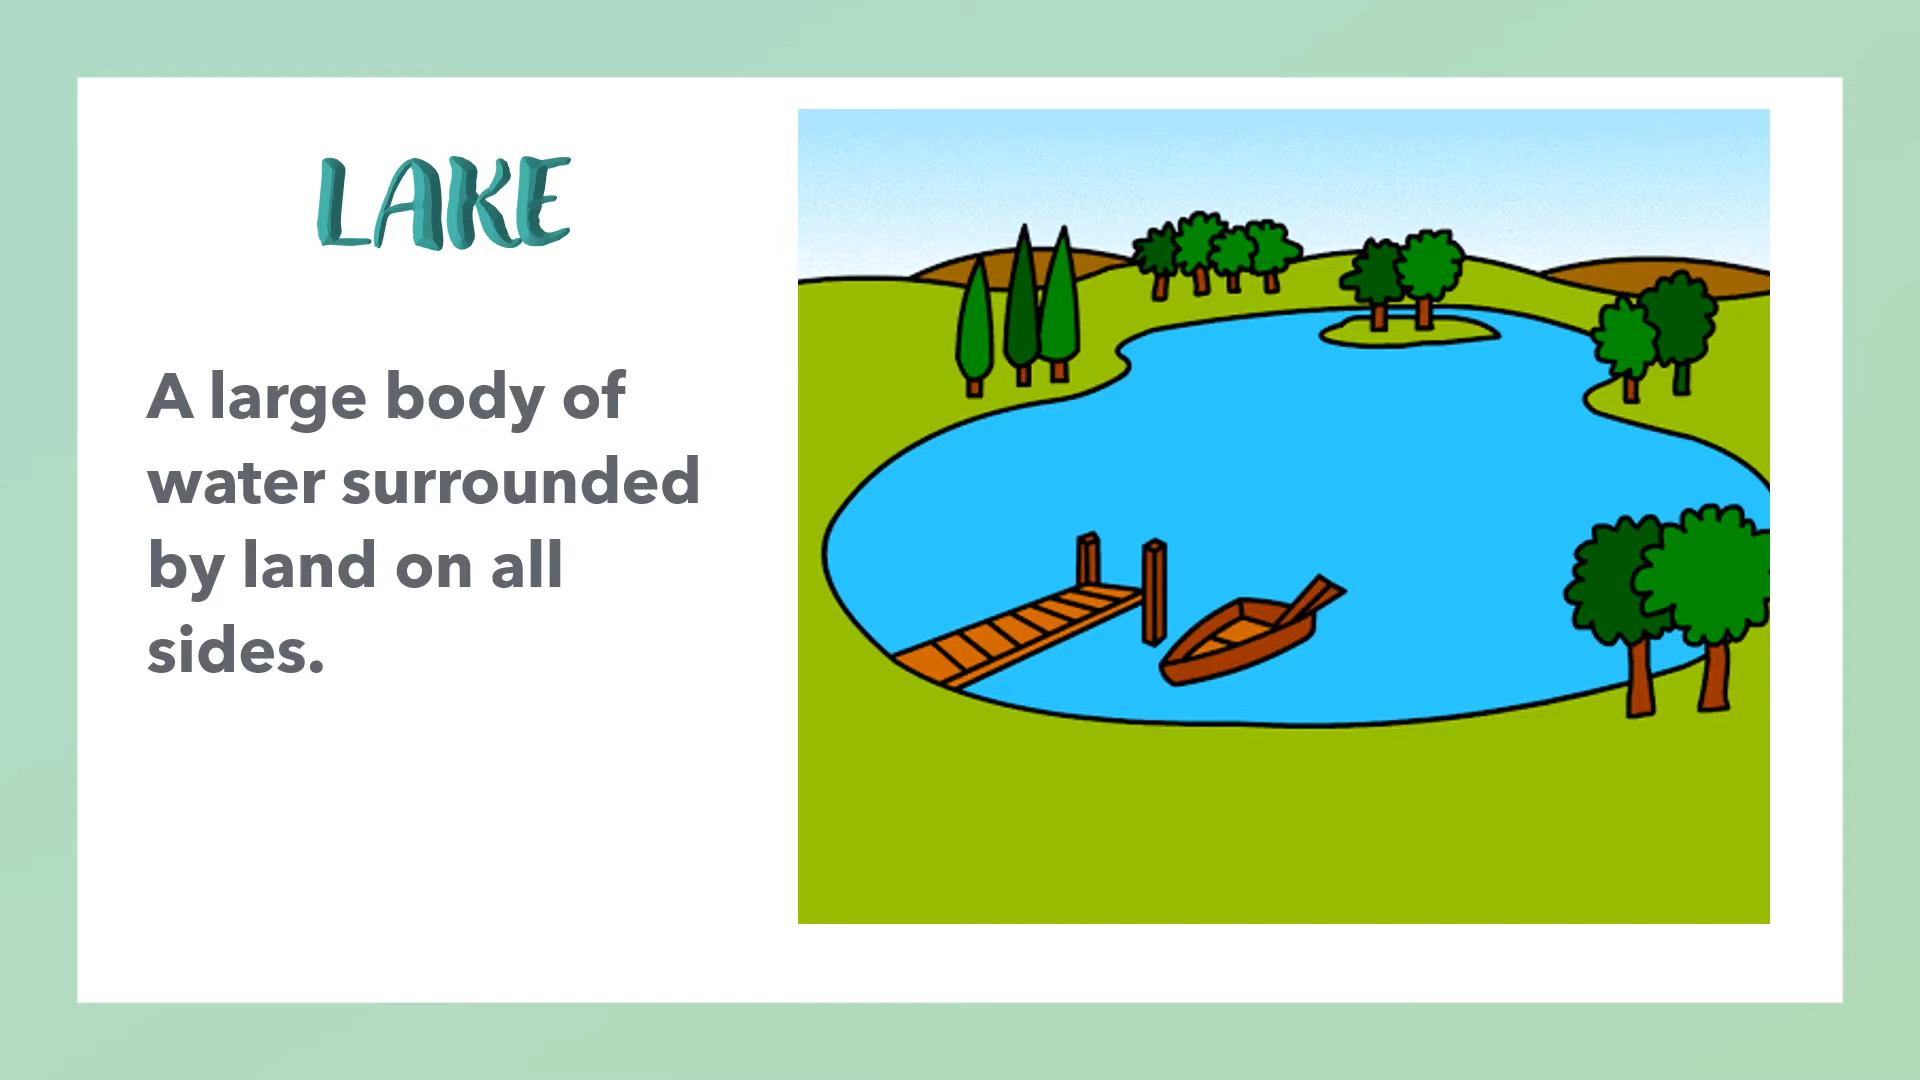 LAKE
A large body of
water surrounded
by land on all
sides.